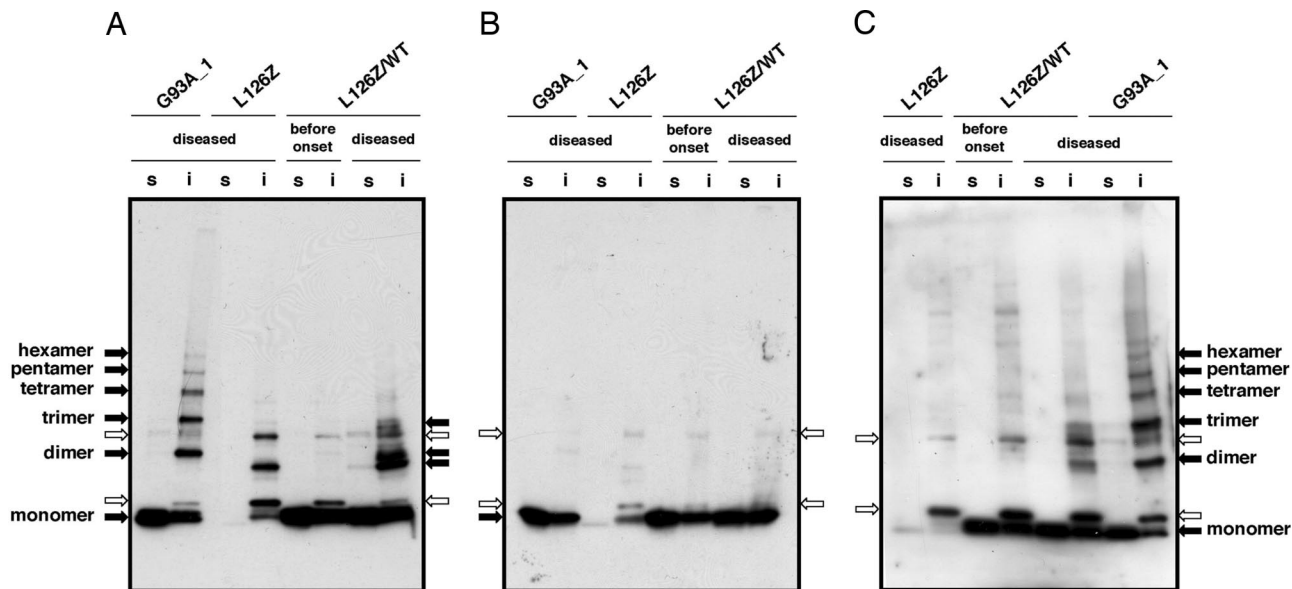 A
G93A_1 L126Z L126Z/WT
diseased before onset diseased
s i s i s i s i
hexamer
pentamer
tetramer
trimer
dimer
monomer
B
G93A_1 L126Z L126Z/WT
diseased before onset diseased
s i s i s i s i
C
L126Z L126Z/WT G93A_1
diseased before onset diseased
s i s i s i s i
hexamer
pentamer
tetramer
trimer
dimer
monomer